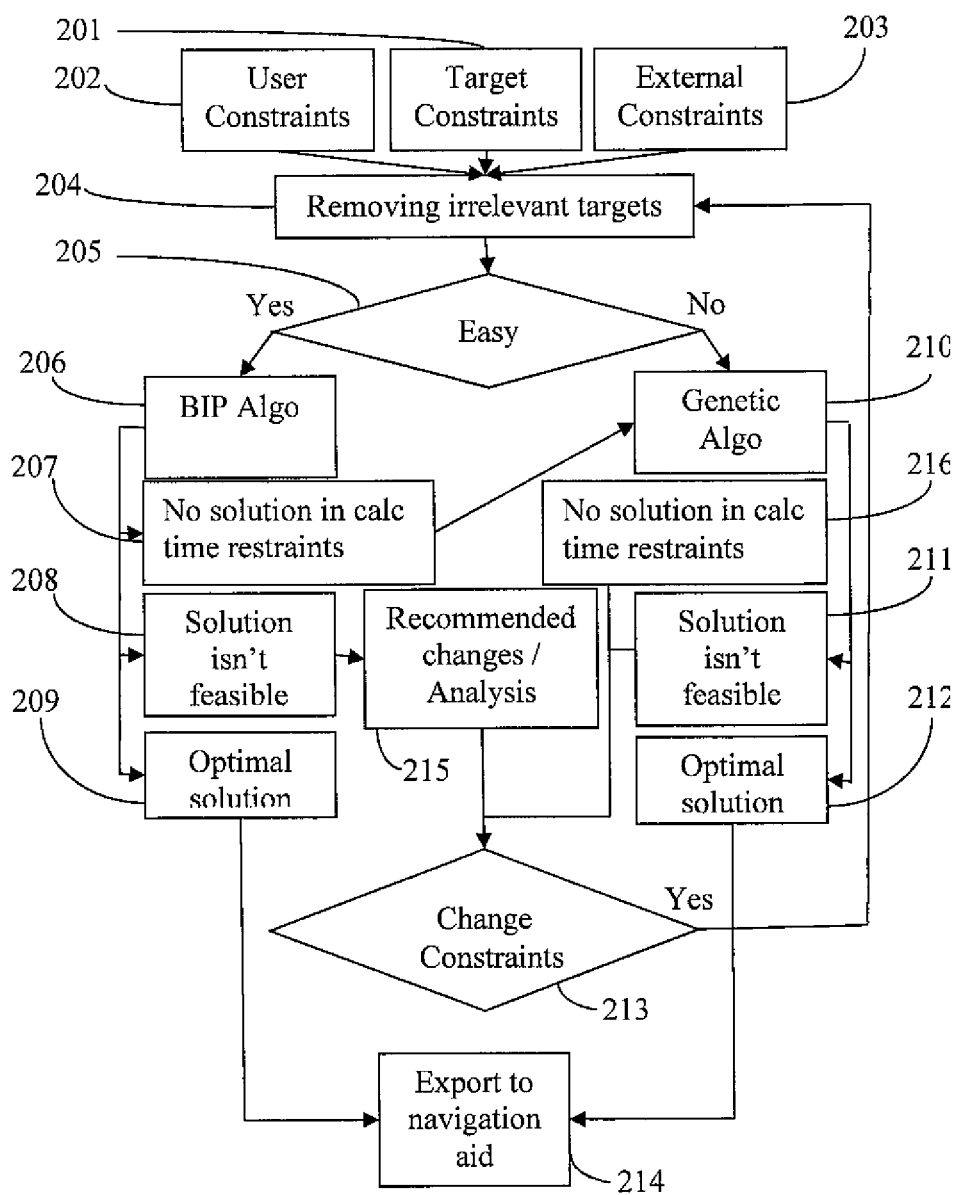 201
202
203
User
Constraints
Target
Constraints
External
Constraints
204
Removing irrelevant targets
205
Yes
No
Easy
206
210
BIP Algo
Genetic
Algo
207
216
No solution in calc
time restraints
No solution in calc
time restraints
208
211
Solution
isn't
feasible
Recommended
changes /
Analysis
Solution
isn't
feasible
209
212
215
Optimal
solution
Optimal
solution
Yes
Change
Constraints
213
Export to
navigation
aid
214